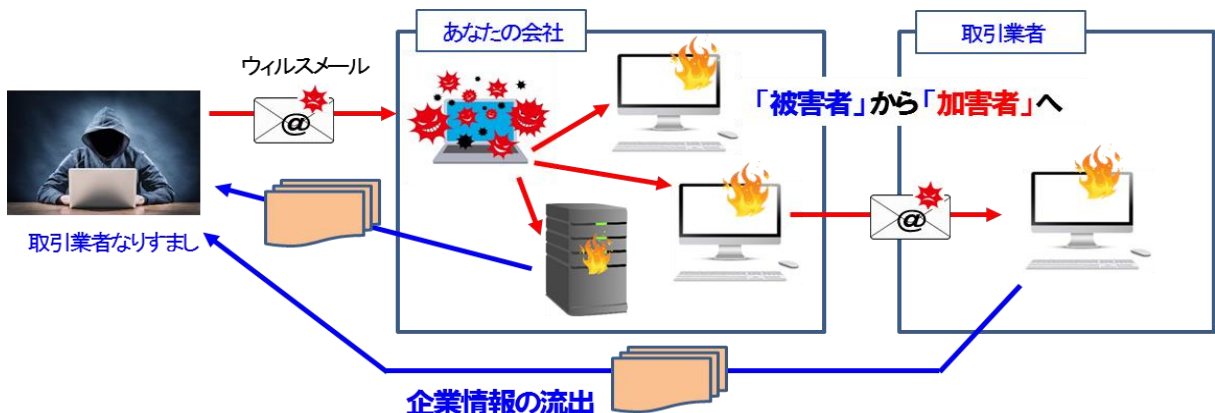 あなたの会社
取引業者
ウィルスメール
「被害者」から「加害者」へ
@
@
取引業者なりすまし
企業情報の流出